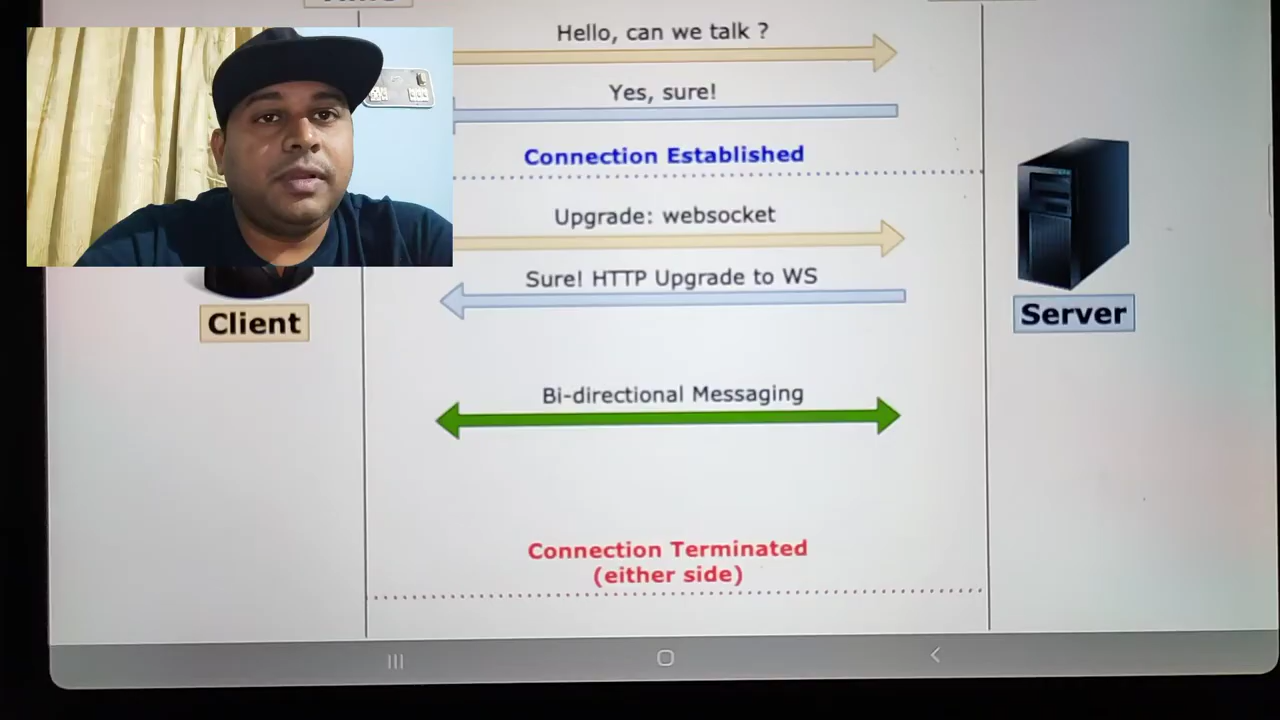 Hello, can we talk ?
Yes, sure!
Connection Established
Upgrade: websocket
Sure! HTTP Upgrade to WS
Client
Server
Bi-directional Messaging
Connection Terminated
(either side)